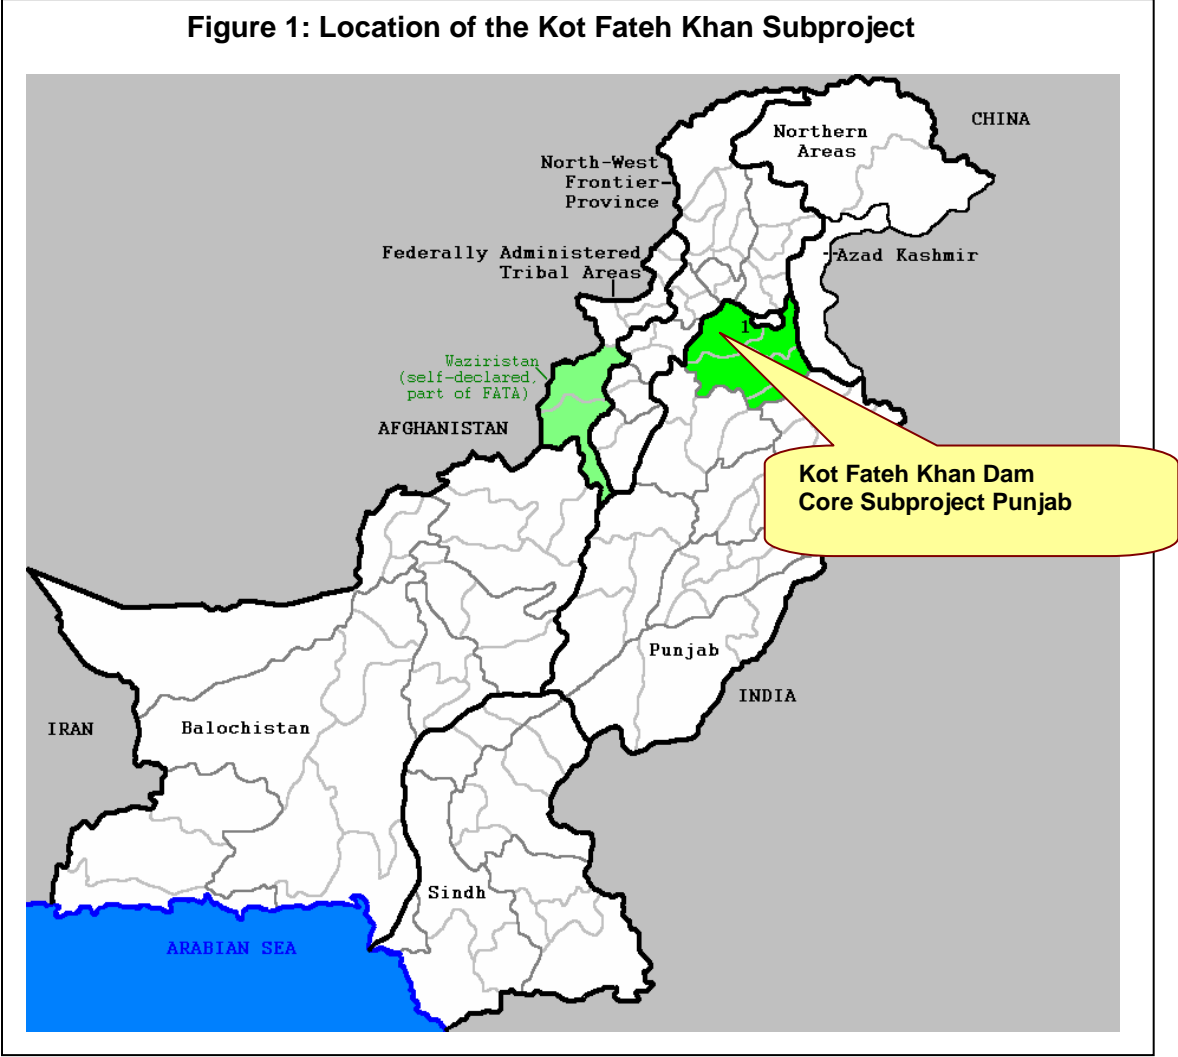 Figure 1: Location of the Kot Fateh Khan Subproject
CHINA
Northern
Areas
North-West
Frontier-
Province
Federally Administered
Tribal Areas
Azad Kashmir
1
Waziristan
(self-declared,
part of FATA)
AFGHANISTAN
Kot Fateh Khan Dam
Core Subproject Punjab
Punjab
INDIA
IRAN
Balochistan
Sindh
ARABIAN SEA